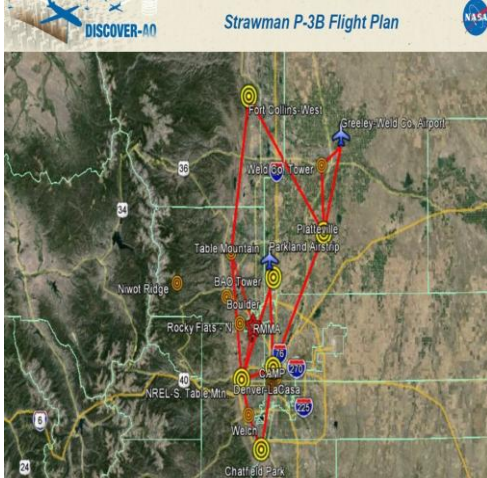 DISCOVER-AQ
Strawman P-3B Flight Plan
NASA
Fort Collins-West
Greeley-Weld Co. Airport
36
Weld Co. Tower
34
Platteville
Table Mountain
Parkland Airstrip
Niwot Ridge
BAO Tower
Boulder
Rocky Flats - N
RMMA
76
270
40
CAMP
NREL-S. Table Mtn.
Denver-LaCasa
225
6
Welch
Chatfield Park
24